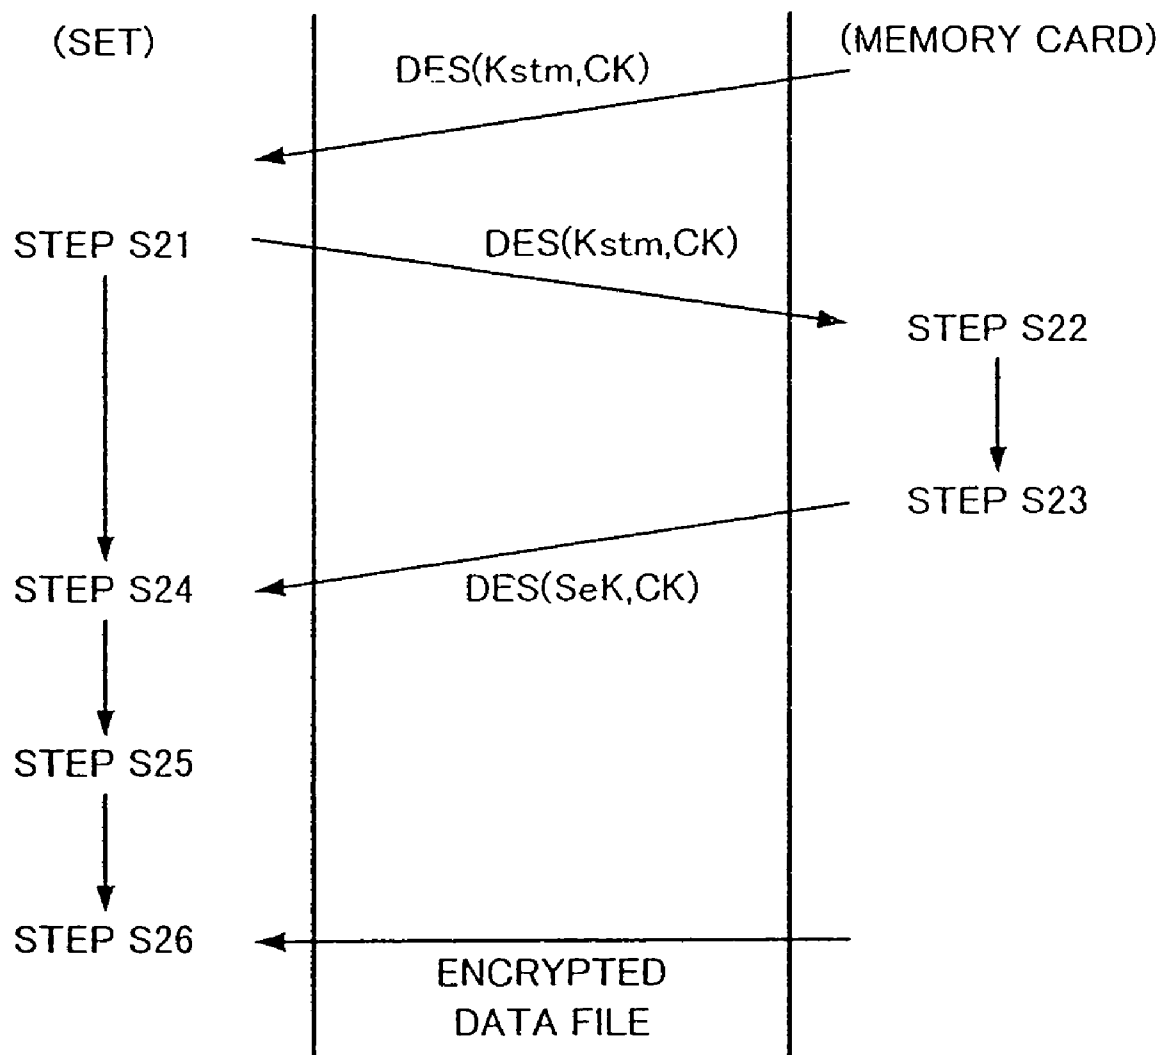 (SET)
(MEMORY CARD)
DES(Kstm,CK)
STEP S21
DES(Kstm,CK)
STEP S22
STEP S23
STEP S24
DES(SeK,CK)
STEP S25
STEP S26
ENCRYPTED
DATA FILE